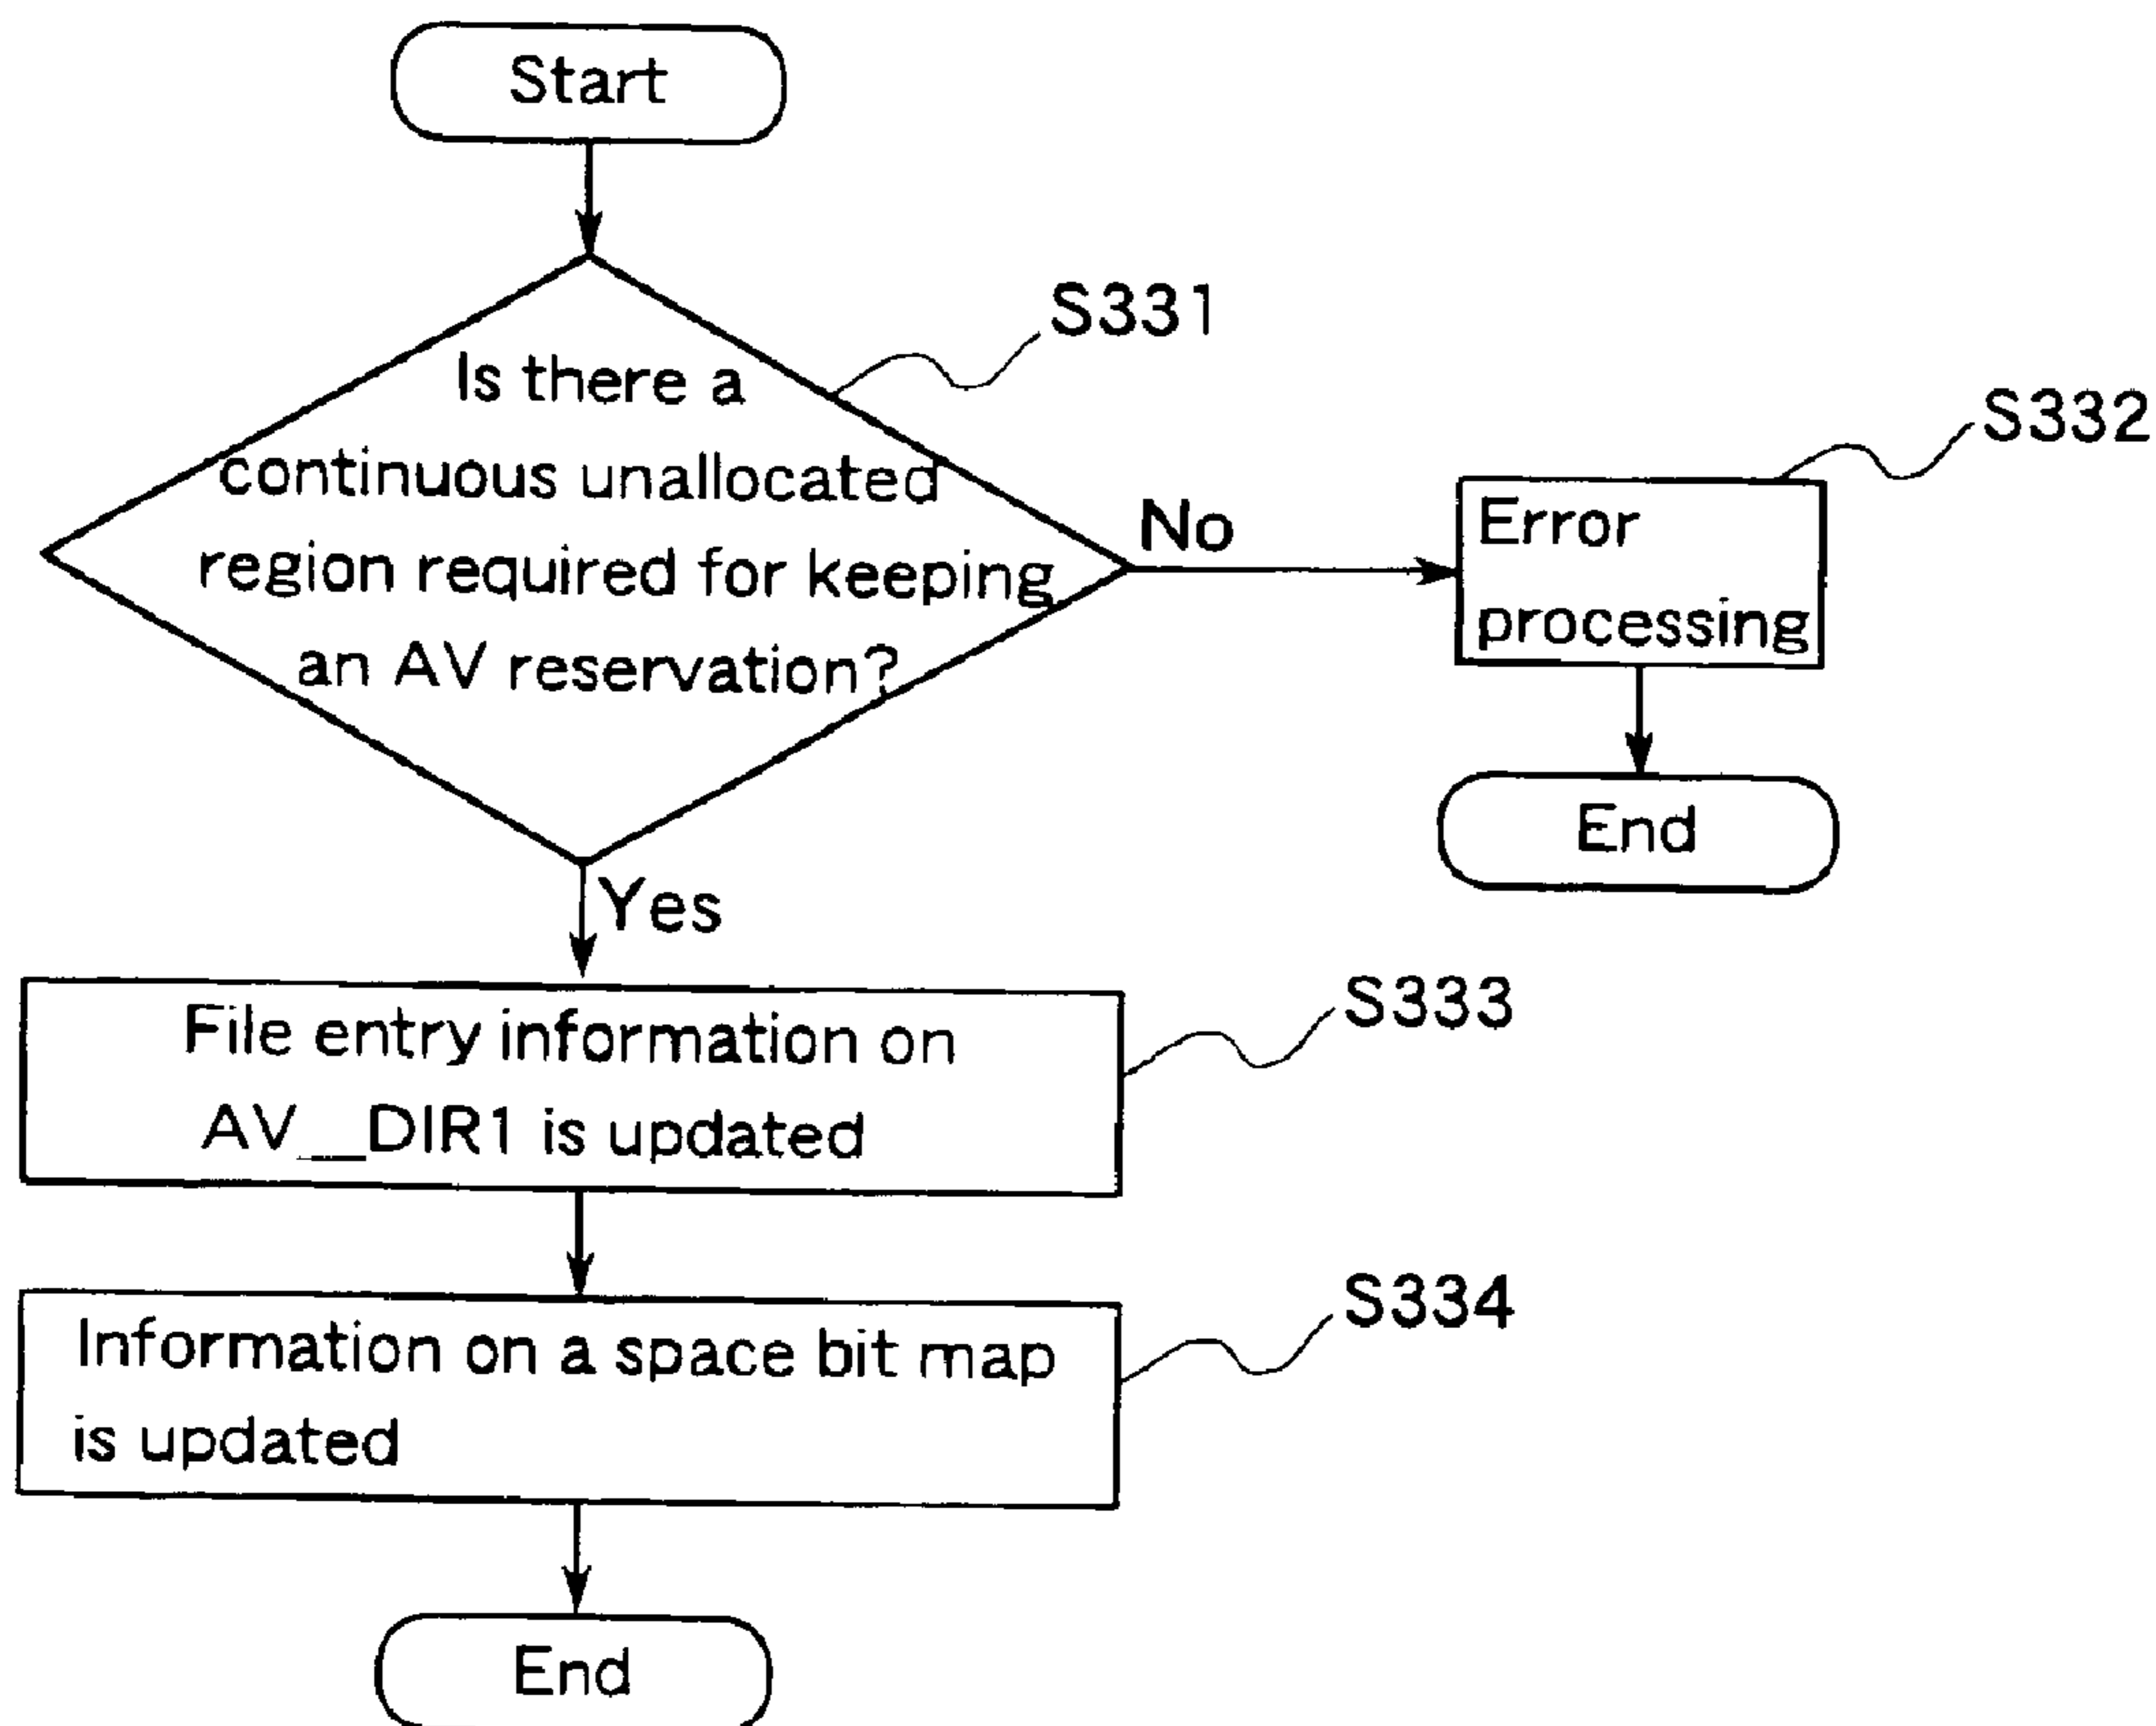 Start
S331
Is there a
continuous unallocated
region required for keeping
an AV reservation?
No
S332
Error
processing
End
Yes
File entry information on
AV__DIR1 is updated
S333
Information on a space bit map
is updated
S334
End